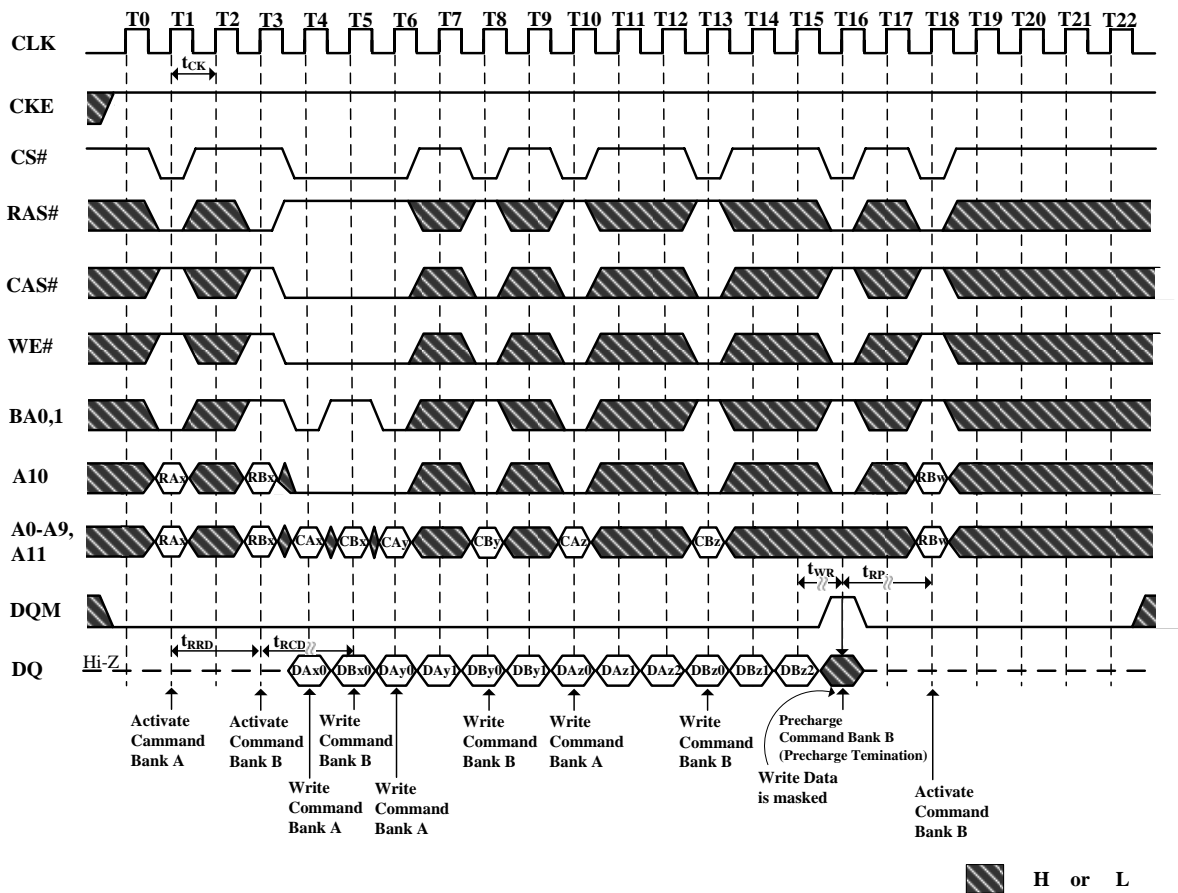 T0 T1 T2 T3 T4 T5 T6 T7 T8 T9 T10 T11 T12 T13 T14 T15 T16 T17 T18 T19 T20 T21 T22
CLK
tCK
CKE
CS#
RAS#
CAS#
WE#
BA0,1
A10
RAx RBx RBw
A0-A9,
A11
RAx RBx CAx CBx CAy CBy CAz CBz RBw
tWR tRP
DQM
tRRD tRCD
DQ
Hi-Z
DAx0 DBx0 DAy0 DAy1 DBy0 DBy1 DAz0 DAz1 DAz2 DBz0 DBz1 DBz2
Activate
Cammand
Bank A
Activate
Command
Bank B
Write
Command
Bank B
Write
Command
Bank B
Write
Command
Bank A
Write
Command
Bank B
Precharge
Command Bank B
(Precharge Temination)
Write Data
is masked
Write
Command
Bank A
Write
Command
Bank A
Activate
Command
Bank B
H or L